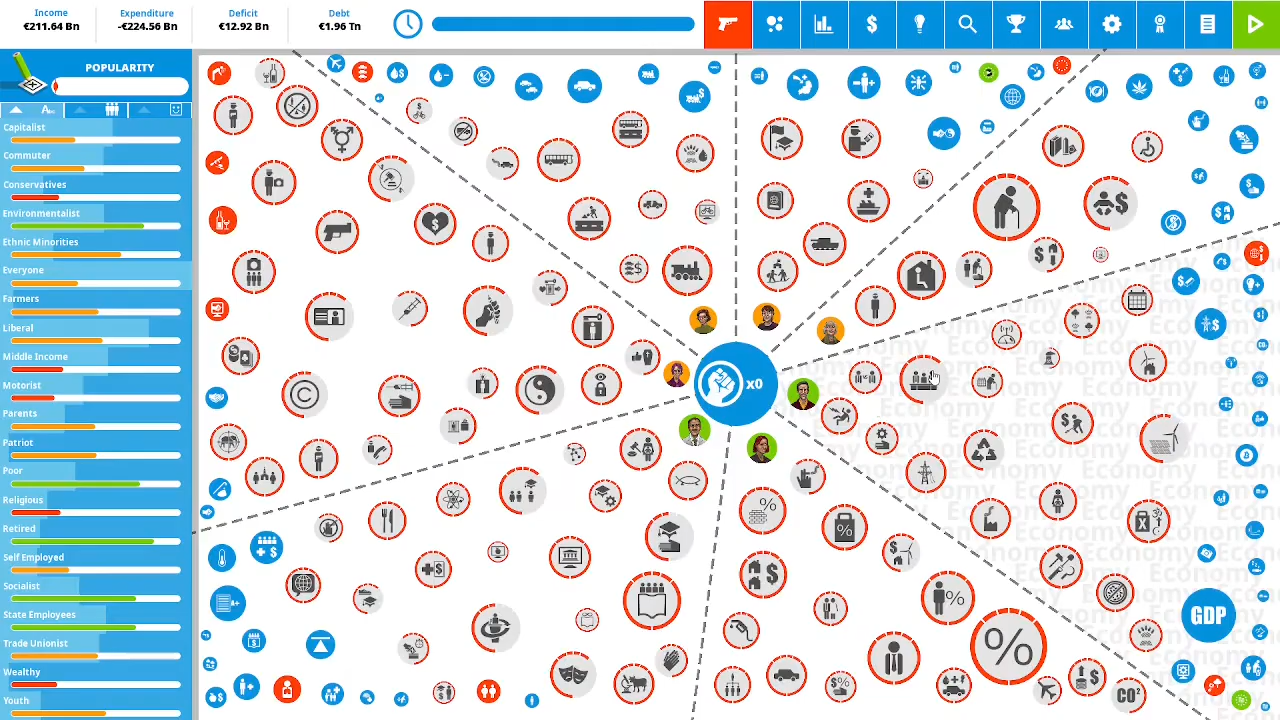 Income
€211.64 Bn
Expenditure
-€224.56 Bn
Deficit
€12.92 Bn
Debt
€1.96 Tn
POPULARITY
Capitalist
Commuter
Conservatives
Environmentalist
Ethnic Minorities
Everyone
Farmers
Liberal
Middle Income
Motorist
Parents
Patriot
Poor
Religious
Retired
Self Employed
Socialist
State Employees
Trade Unionist
Wealthy
Youth
x0
GDP
CO²
Economy